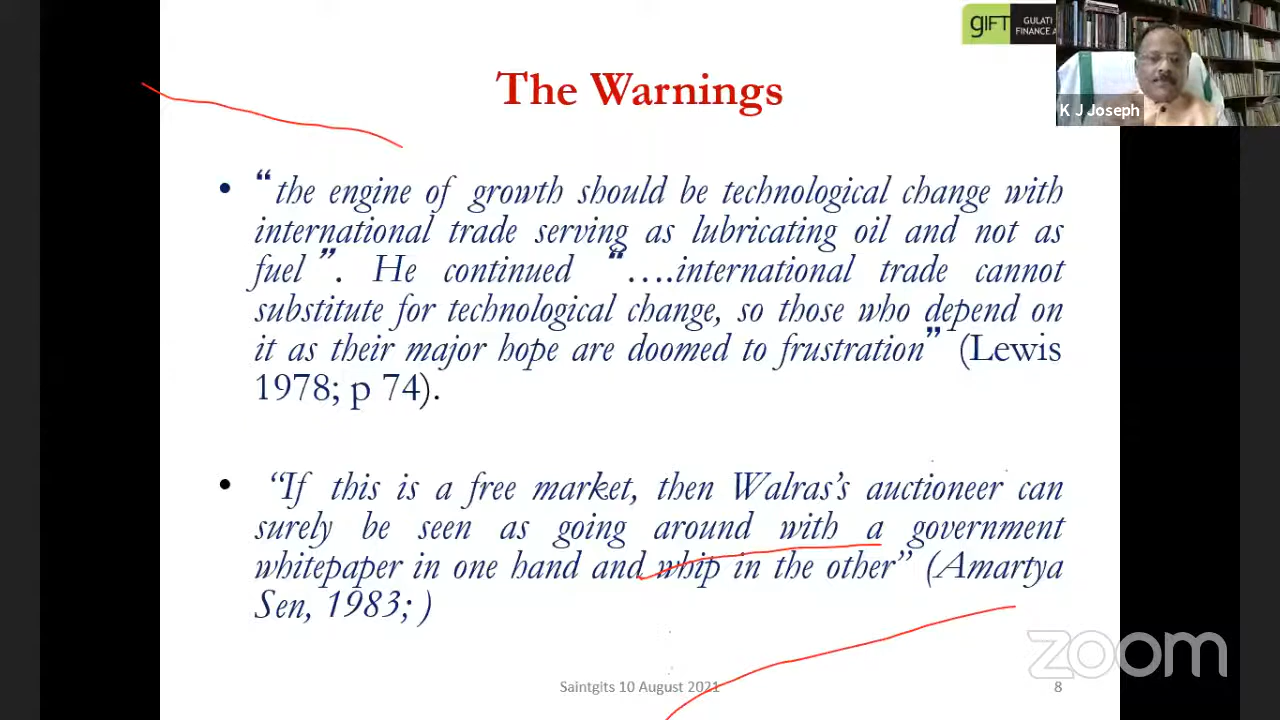 gift GULATI
FINANCE A
K J Joseph
The Warnings
• “the engine of growth should be technological change with
international trade serving as lubricating oil and not as
fuel”. He continued “….international trade cannot
substitute for technological change, so those who depend on
it as their major hope are doomed to frustration” (Lewis
1978; p 74).
• “If this is a free market, then Walras’s auctioneer can
surely be seen as going around with a government
whitepaper in one hand and whip in the other” (Amartya
Sen, 1983; )
zoom
Saintgits 10 August 2021 8